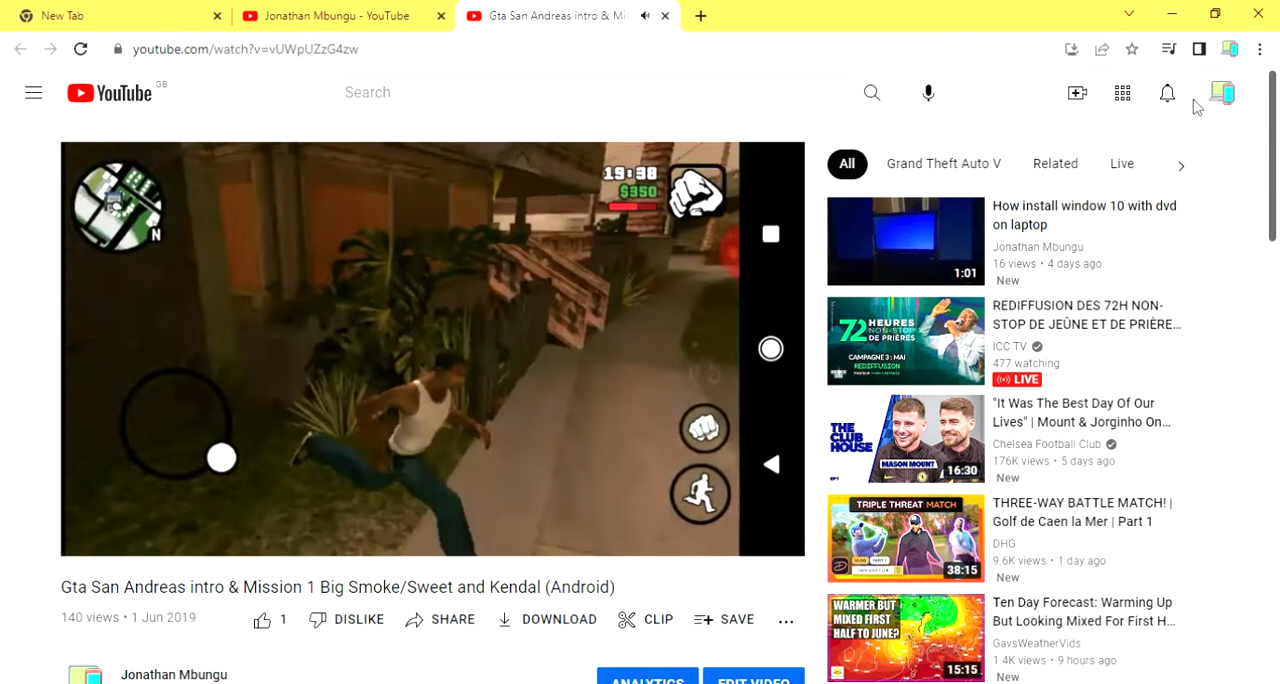 New Tab
Jonathan Mbungu - YouTube
Gta San Andreas intro & Mi
youtube.com/watch?v=vUWpUZzG4zw
YouTube GB
Search
All
Grand Theft Auto V
Related
Live
19:38
$350
N
How install window 10 with dvd
on laptop
Jonathan Mbungu
16 views • 4 days ago
New
1:01
72 HEURES
NON-STOP
DE PRIÈRES
CAMPAGNE 3: MAI
REDIFFUSION
REDIFFUSION DES 72H NON-
STOP DE JEÛNE ET DE PRIÈRE...
ICC TV
477 watching
LIVE
THE
CLUB
HOUSE
MASON MOUNT
16:30
"It Was The Best Day Of Our
Lives" | Mount & Jorginho On...
Chelsea Football Club
176K views • 5 days ago
New
TRIPLE THREAT MATCH
38:15
THREE-WAY BATTLE MATCH! |
Golf de Caen la Mer | Part 1
DHG
9.6K views • 1 day ago
New
WARMER BUT
MIXED FIRST
HALF TO JUNE?
15:15
Ten Day Forecast: Warming Up
But Looking Mixed For First H...
GavsWeatherVids
1.4K views • 9 hours ago
New
Gta San Andreas intro & Mission 1 Big Smoke/Sweet and Kendal (Android)
140 views • 1 Jun 2019
1
DISLIKE
SHARE
DOWNLOAD
CLIP
SAVE
...
Jonathan Mbungu
ANALYTICS
EDIT VIDEO